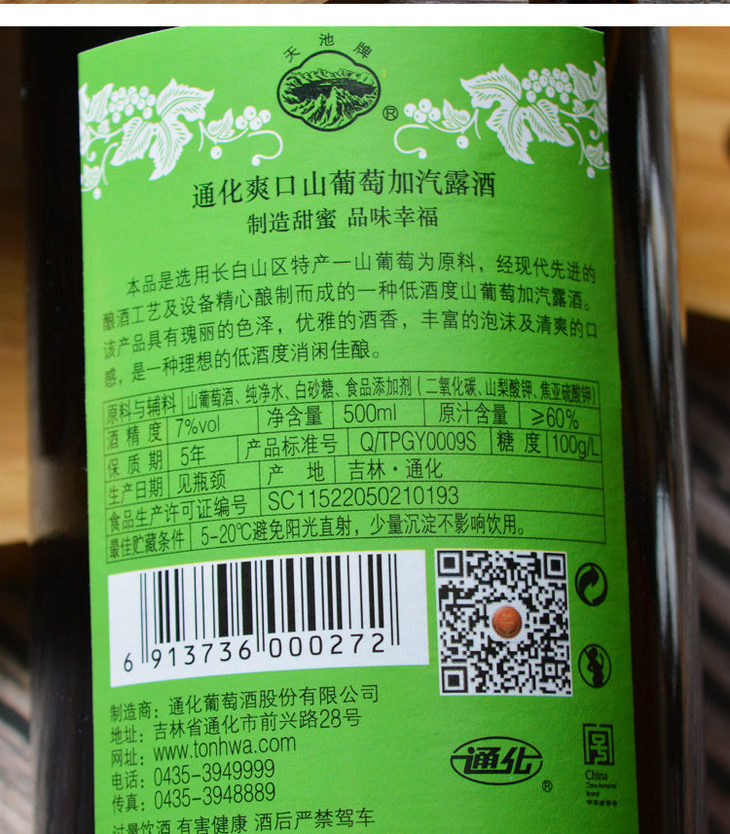 天池牌
®
通化爽口山葡萄加汽露酒
制造甜蜜 品味幸福
本品是选用长白山区特产—山葡萄为原料，经现代先进的
酿酒工艺及设备精心酿制而成的一种低酒度山葡萄加汽露酒。
该产品具有瑰丽的色泽，优雅的酒香，丰富的泡沫及清爽的口
感，是一种理想的低酒度消闲佳酿。
原料与辅料 山葡萄酒、纯净水、白砂糖、食品添加剂（二氧化碳、山梨酸钾、焦亚硫酸钾）
酒精度 7%vol 净含量 500ml 原汁含量 ≥60%
保质期 5年 产品标准号 Q/TPGY0009S 糖度 100g/L
生产日期 见瓶颈 产地 吉林·通化
食品生产许可证编号 SC11522050210193
最佳贮藏条件 5-20℃避免阳光直射，少量沉淀不影响饮用。
6 913736 000272
制造商：通化葡萄酒股份有限公司
地址：吉林省通化市前兴路28号
网址：www.tonhwa.com
电话：0435-3949999
传真：0435-3948889
过量饮酒 有害健康 酒后严禁驾车
通化®
China
Time-honored
Brand
中华老字号